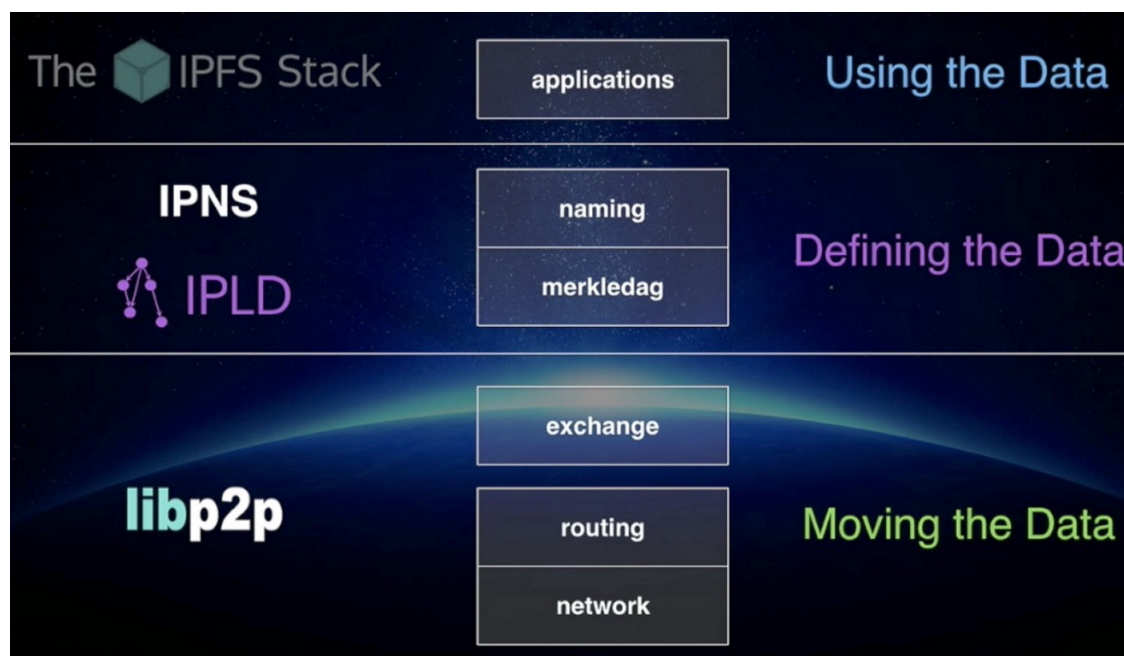 The IPFS Stack
applications
Using the Data
IPNS
naming
Defining the Data
IPLD
merkledag
exchange
libp2p
routing
Moving the Data
network